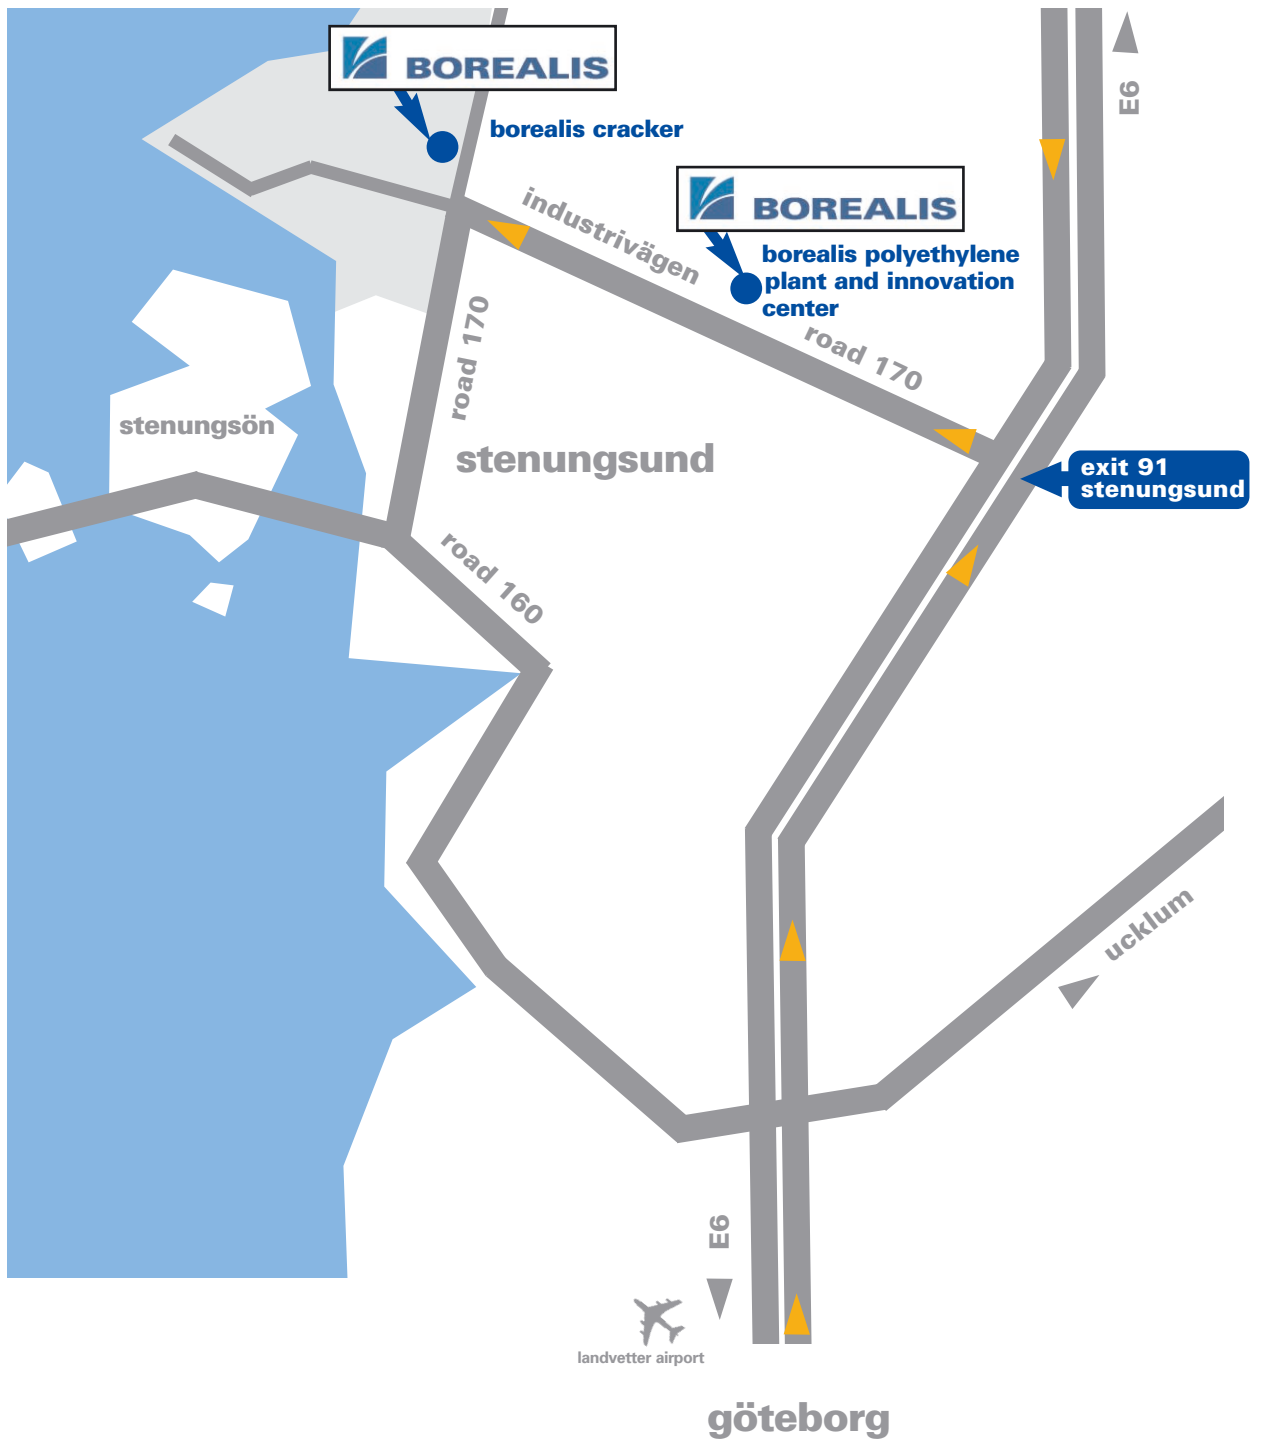 BOREALIS
E6
borealis cracker
industrivägen
BOREALIS
borealis polyethylene
plant and innovation
center
road 170
road 170
stenungsön
stenungsund
exit 91
stenungsund
road 160
ucklum
E6
landvetter airport
göteborg